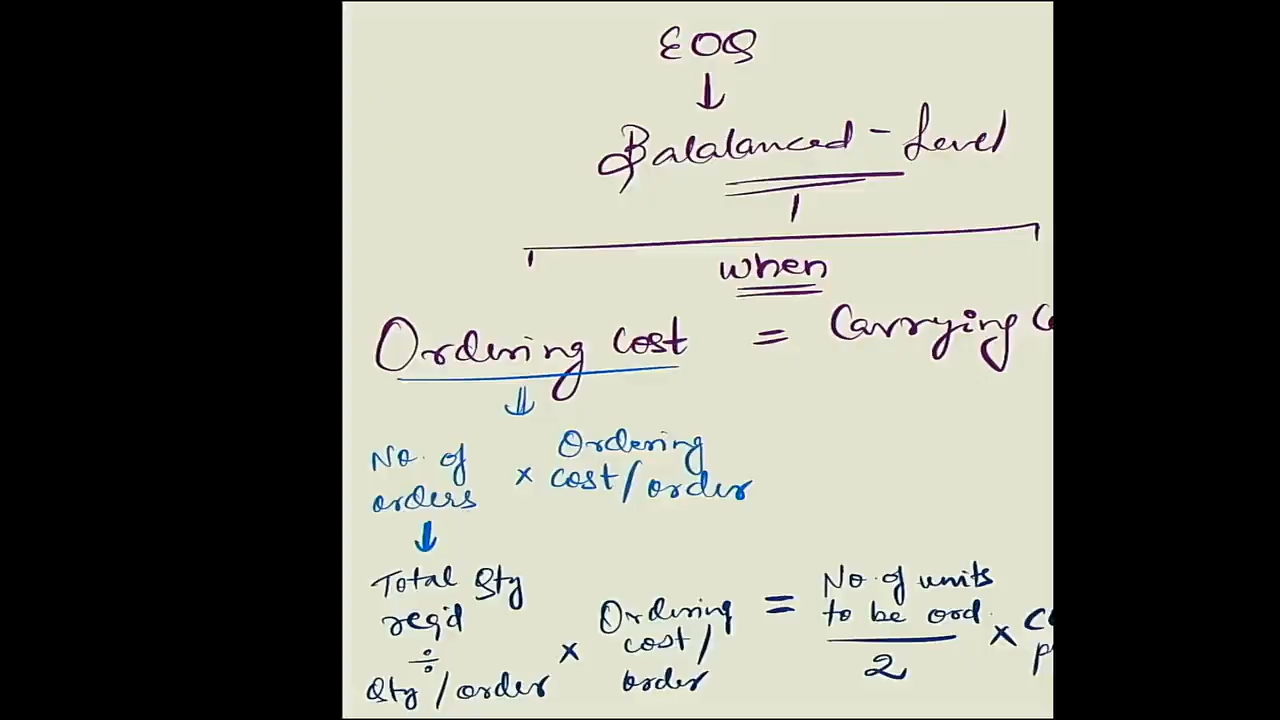 EOQ
↓
Balalanced - Level
when
Ordering cost = Carrying
⇓
No. of orders × Ordering cost/order
↓
Total Qty req'd ÷ Qty/order × Ordering cost/order = No. of units to be ord. / 2 ×